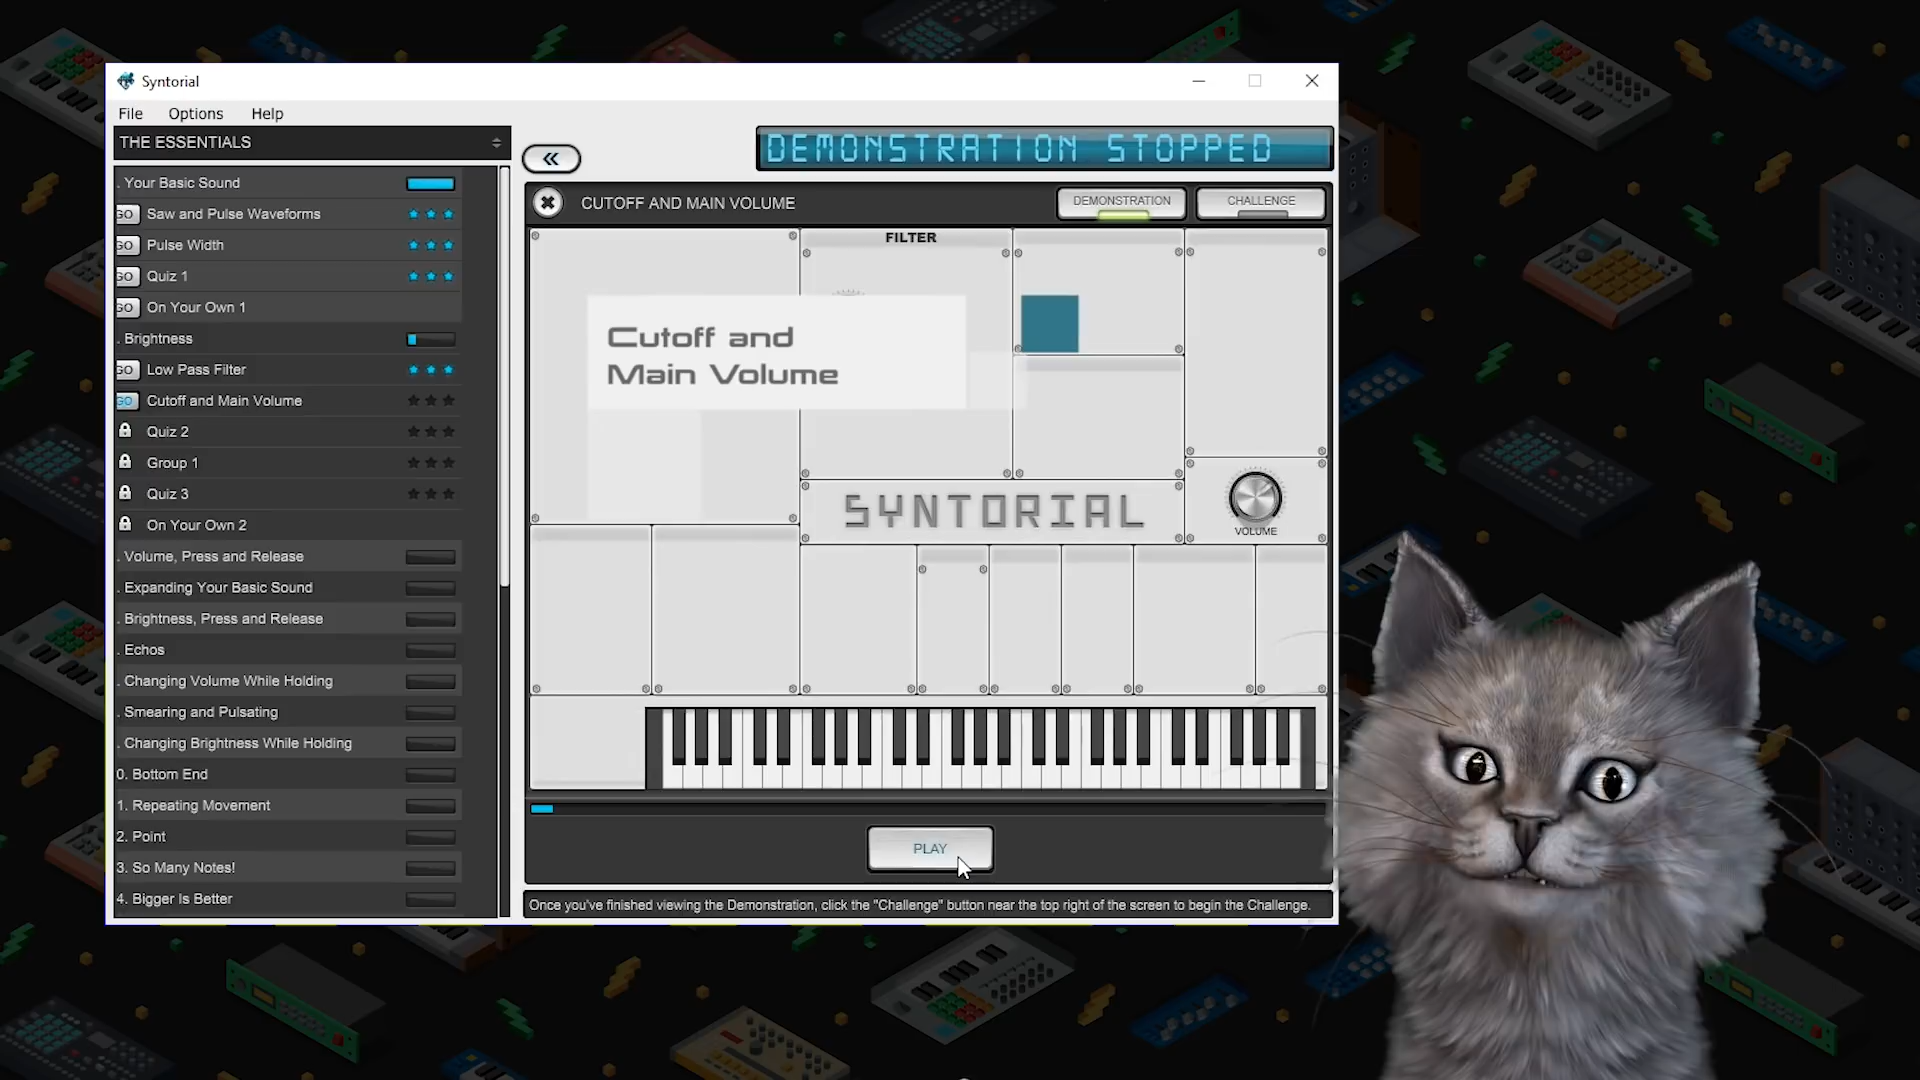 Syntorial
File Options Help
THE ESSENTIALS
. Your Basic Sound
GO Saw and Pulse Waveforms
GO Pulse Width
GO Quiz 1
GO On Your Own 1
. Brightness
GO Low Pass Filter
GO Cutoff and Main Volume
Quiz 2
Group 1
Quiz 3
On Your Own 2
. Volume, Press and Release
. Expanding Your Basic Sound
. Brightness, Press and Release
. Echos
. Changing Volume While Holding
. Smearing and Pulsating
. Changing Brightness While Holding
0. Bottom End
1. Repeating Movement
2. Point
3. So Many Notes!
4. Bigger Is Better
«
DEMONSTRATION STOPPED
CUTOFF AND MAIN VOLUME
DEMONSTRATION
CHALLENGE
FILTER
Cutoff and
Main Volume
SYNTORIAL
VOLUME
PLAY
Once you've finished viewing the Demonstration, click the "Challenge" button near the top right of the screen to begin the Challenge.